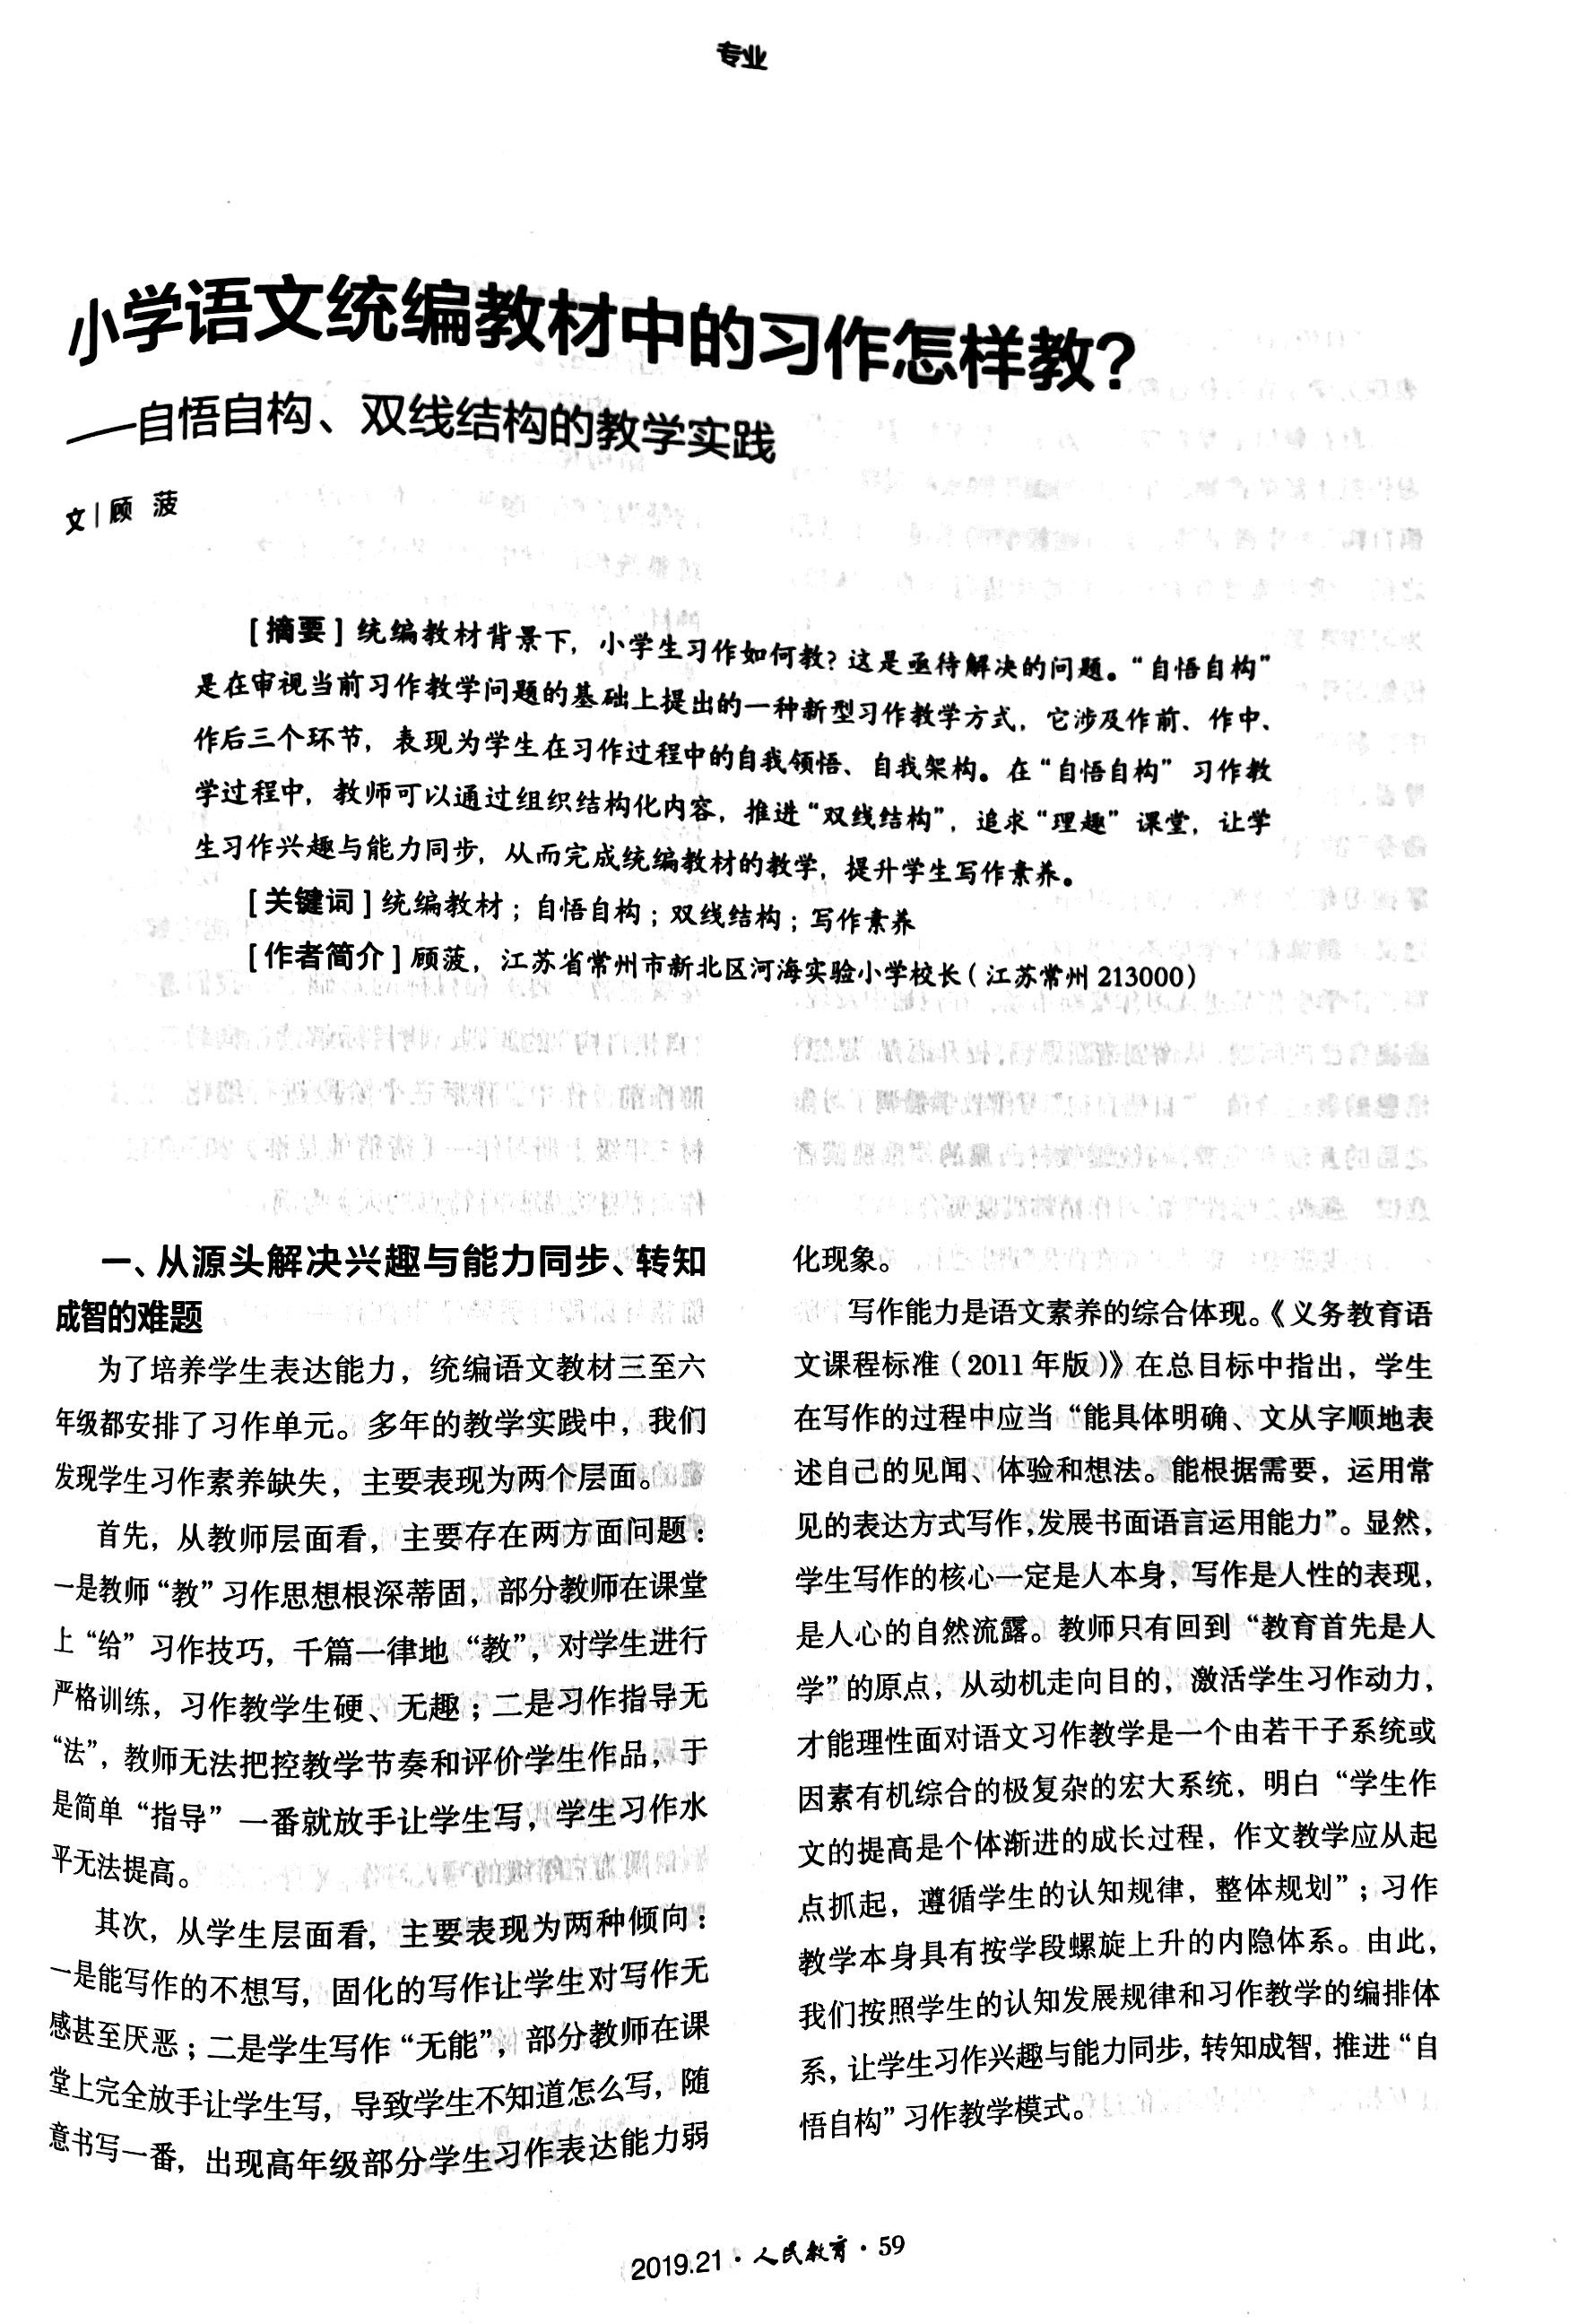 专业
小学语文统编教材中的习作怎样教?
——自悟自构、双线结构的教学实践
文|顾 菠
[摘要]统编教材背景下，小学生习作如何教?这是亟待解决的问题。“自悟自构”
是在审视当前习作教学问题的基础上提出的一种新型习作教学方式，它涉及作前、作中、
作后三个环节，表现为学生在习作过程中的自我领悟、自我架构。在“自悟自构”习作教
学过程中，教师可以通过组织结构化内容，推进“双线结构”，追求“理趣”课堂，让学
生习作兴趣与能力同步，从而完成统编教材的教学，提升学生写作素养。
[关键词]统编教材；自悟自构；双线结构；写作素养
[作者简介]顾菠，江苏省常州市新北区河海实验小学校长(江苏常州 213000)
一、从源头解决兴趣与能力同步、转知
成智的难题
为了培养学生表达能力，统编语文教材三至六
年级都安排了习作单元。多年的教学实践中，我们
发现学生习作素养缺失，主要表现为两个层面。
首先，从教师层面看，主要存在两方面问题：
一是教师“教”习作思想根深蒂固，部分教师在课堂
上“给”习作技巧，千篇一律地“教”，对学生进行
严格训练，习作教学生硬、无趣；二是习作指导无
“法”，教师无法把控教学节奏和评价学生作品，于
是简单“指导”一番就放手让学生写，学生习作水
平无法提高。
其次，从学生层面看，主要表现为两种倾向：
一是能写作的不想写，固化的写作让学生对写作无
感甚至厌恶；二是学生写作“无能”，部分教师在课
堂上完全放手让学生写，导致学生不知道怎么写，随
意书写一番，出现高年级部分学生习作表达能力弱
化现象。
写作能力是语文素养的综合体现。《义务教育语
文课程标准(2011年版)》在总目标中指出，学生
在写作的过程中应当“能具体明确、文从字顺地表
述自己的见闻、体验和想法。能根据需要，运用常
见的表达方式写作,发展书面语言运用能力”。显然，
学生写作的核心一定是人本身，写作是人性的表现，
是人心的自然流露。教师只有回到“教育首先是人
学”的原点，从动机走向目的，激活学生习作动力，
才能理性面对语文习作教学是一个由若干子系统或
因素有机综合的极复杂的宏大系统，明白“学生作
文的提高是个体渐进的成长过程，作文教学应从起
点抓起，遵循学生的认知规律，整体规划”；习作
教学本身具有按学段螺旋上升的内隐体系。由此，
我们按照学生的认知发展规律和习作教学的编排体
系，让学生习作兴趣与能力同步，转知成智，推进“自
悟自构”习作教学模式。
2019.21·人民教育·59